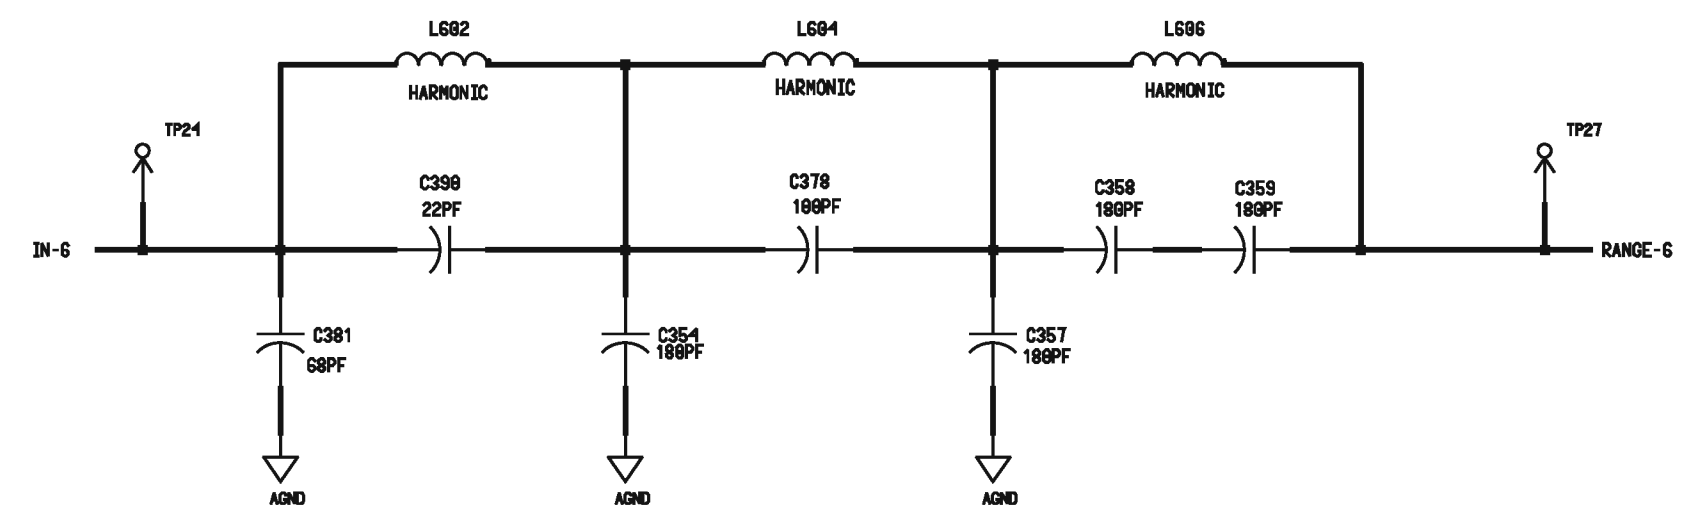 L602
L604
L606
HARMONIC
HARMONIC
HARMONIC
TP24
TP27
C390
22PF
C378
100PF
C358
180PF
C359
180PF
IN-6
RANGE-6
C381
68PF
C354
180PF
C357
180PF
AGND
AGND
AGND